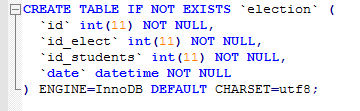 CREATE TABLE IF NOT EXISTS `election` (
`id` int(11) NOT NULL,
`id_elect` int(11) NOT NULL,
`id_students` int(11) NOT NULL,
`date` datetime NOT NULL
) ENGINE=InnoDB DEFAULT CHARSET=utf8;